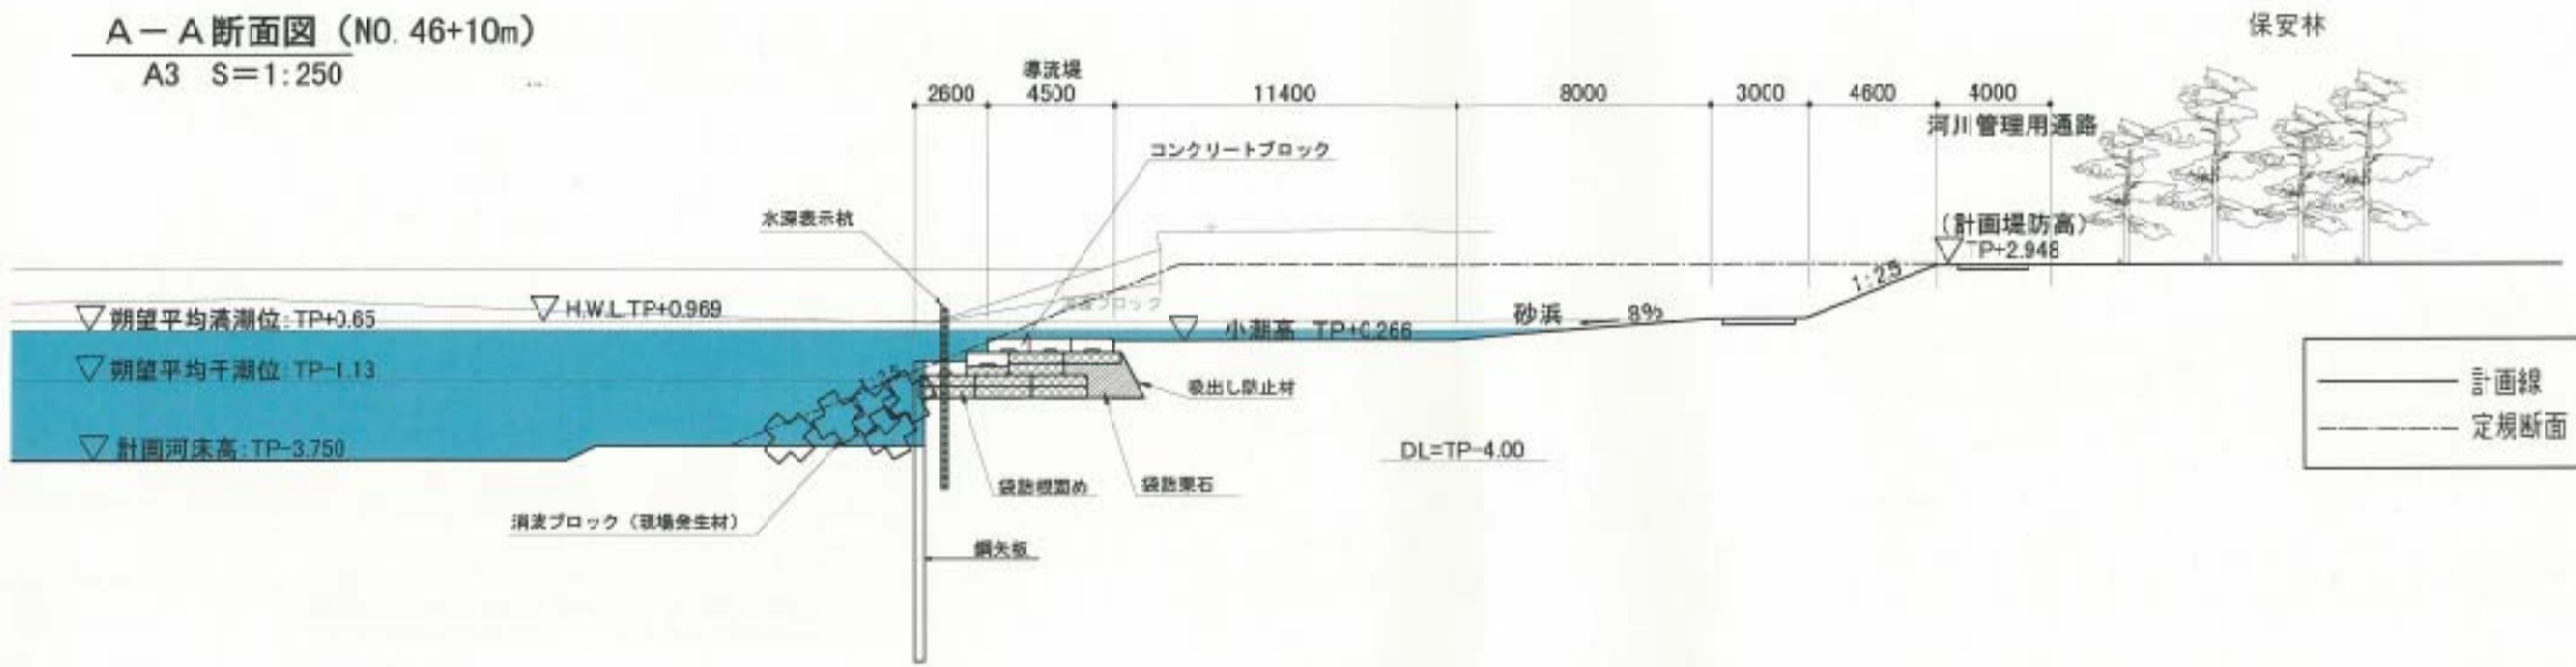 A－A断面図（NO. 46+10m）
A3　S＝1:250
保安林
導流堤
2600
4500
11400
8000
3000
4600
4000
河川管理用通路
コンクリートブロック
水深表示杭
（計画堤防高）
TP+2.948
1:25
消波ブロック
H.W.L.TP+0.969
朔望平均満潮位:TP+0.65
小潮高　TP+0.266
砂浜
8%
朔望平均干潮位:TP-1.13
吸出し防止材
計画線
定規断面
計画河床高:TP-3.750
DL=TP-4.00
袋詰根固め
袋詰栗石
消波ブロック（現場発生材）
鋼矢板